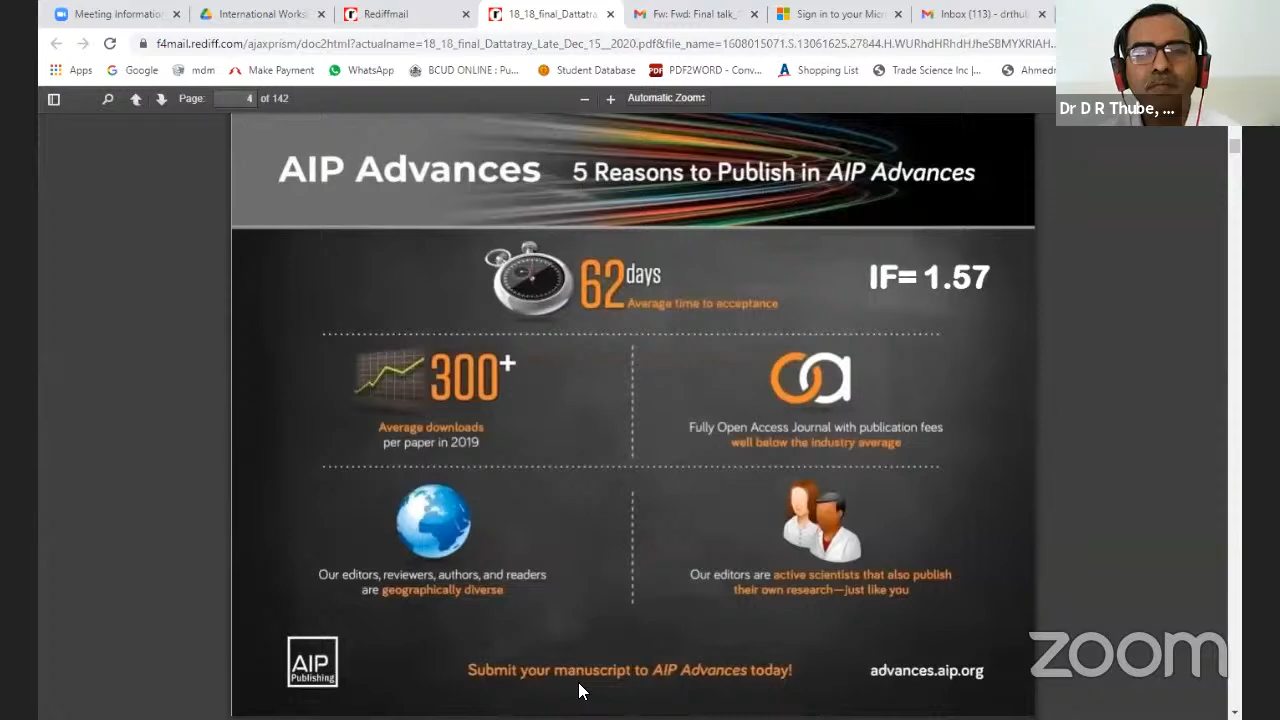 Meeting Information
International Works
Rediffmail
18_18_final_Dattatra
Fw: Fwd: Final talk_
Sign in to your Micr
Inbox (113) - drthub
f4mail.rediff.com/ajaxprism/doc2html?actualname=18_18_final_Dattatray_Late_Dec_15__2020.pdf&file_name=1608015071.S.13061625.27844.H.WURhdHRhdHJheSBMYXRlIH...
Apps
Google
mdm
Make Payment
WhatsApp
BCUD ONLINE : Pu...
Student Database
PDF2WORD - Conv...
Shopping List
Trade Science Inc |...
Ahmedn
Page: 4 of 142
Automatic Zoom
Dr D R Thube, ...
AIP Advances
5 Reasons to Publish in AIP Advances
62 days
Average time to acceptance
IF= 1.57
300+
Average downloads
per paper in 2019
Fully Open Access Journal with publication fees
well below the industry average
Our editors, reviewers, authors, and readers
are geographically diverse
Our editors are active scientists that also publish
their own research—just like you
AIP
Publishing
Submit your manuscript to AIP Advances today!
advances.aip.org
zoom